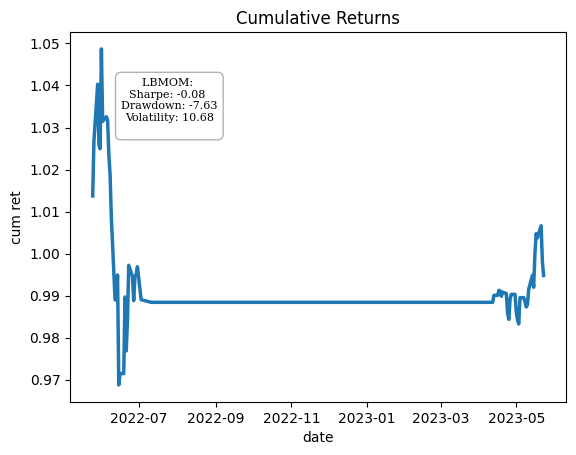 Cumulative Returns
1.05
1.04
1.03
1.02
1.01
1.00
0.99
0.98
0.97
cum ret
LBMOM:
Sharpe: -0.08
Drawdown: -7.63
Volatility: 10.68
2022-07 2022-09 2022-11 2023-01 2023-03 2023-05
date